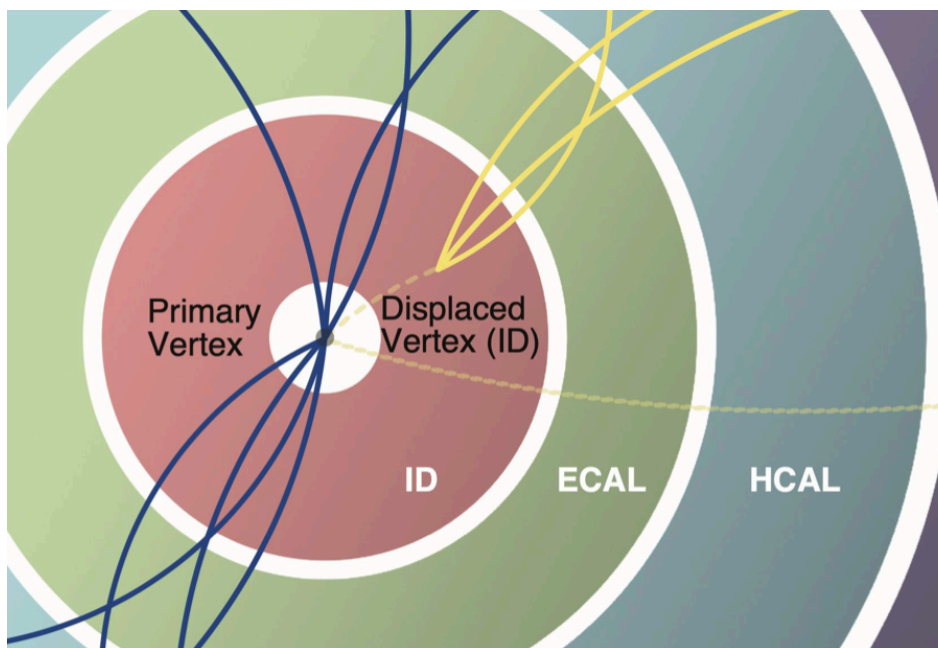 Primary
Vertex
Displaced
Vertex (ID)
ID
ECAL
HCAL